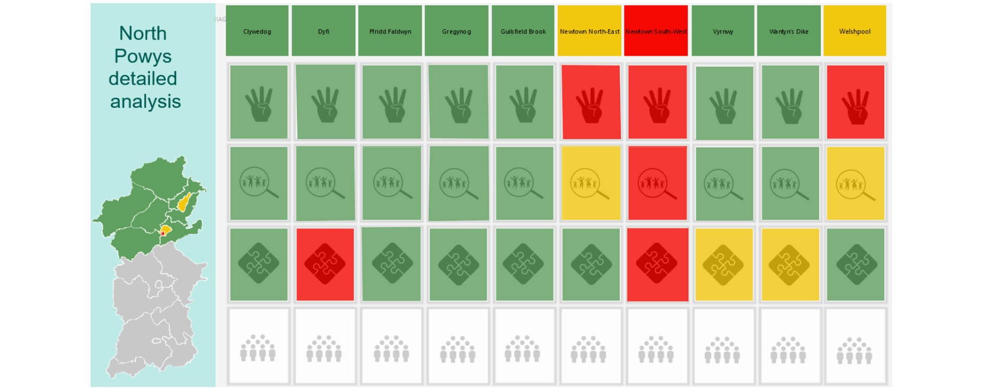 North
Powys
detailed
analysis
RAG
Clywedog
Dyfi
Ffridd Faldwyn
Gregynog
Guilsfield Brook
Newtown North-East
Newtown South-West
Vyrnwy
Wantyn's Dike
Welshpool